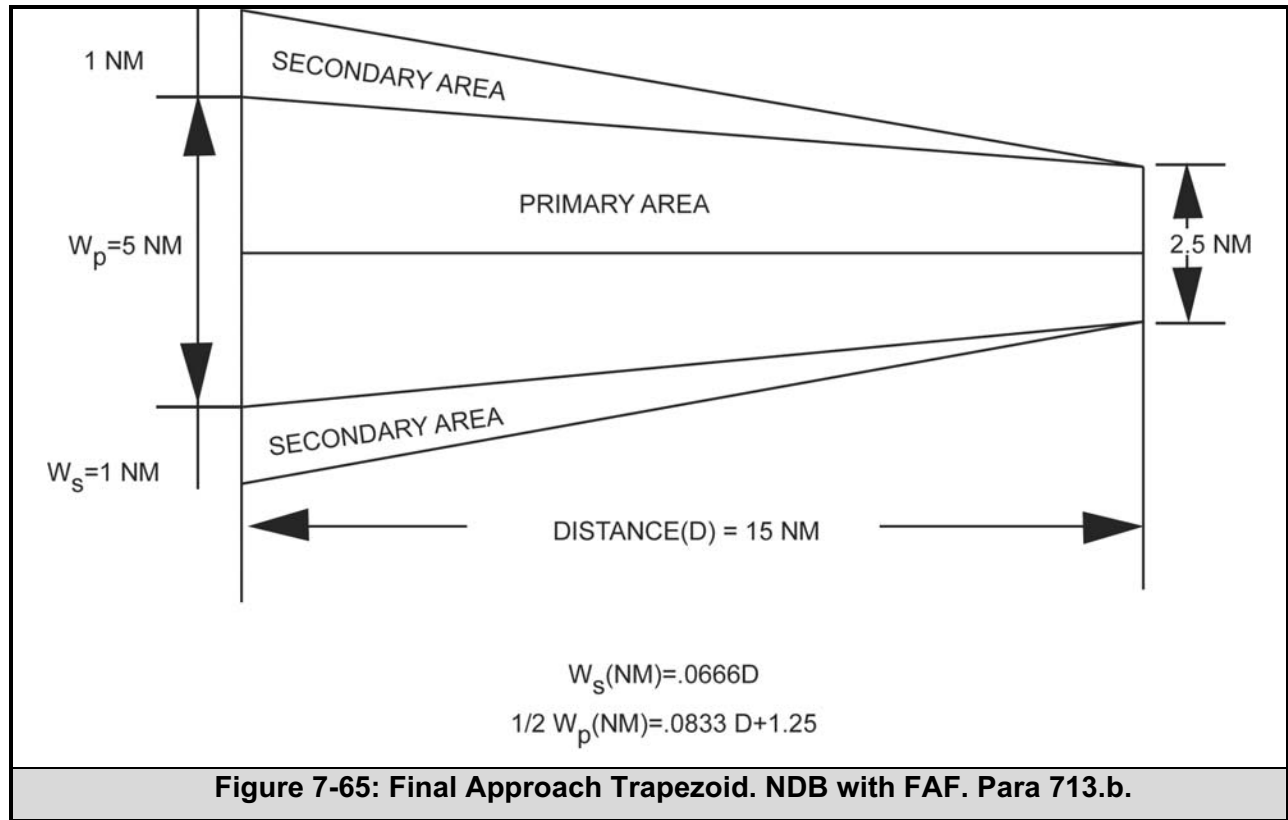 1 NM
SECONDARY AREA
PRIMARY AREA
Wp=5 NM
2.5 NM
SECONDARY AREA
Ws=1 NM
DISTANCE(D) = 15 NM
Ws(NM)=.0666D
1/2 Wp(NM)=.0833 D+1.25
Figure 7-65: Final Approach Trapezoid. NDB with FAF. Para 713.b.